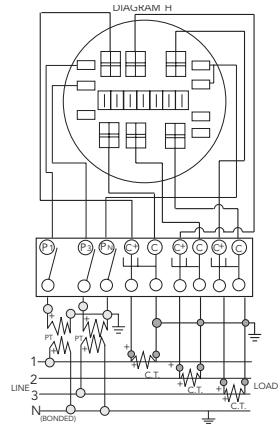 DIAGRAM H
P1 P3 PN C+ C C+ C C+ C
+ + +
PT PT
1
+ C.T.
2
LINE + C.T. LOAD
3
+ C.T.
N
(BONDED)